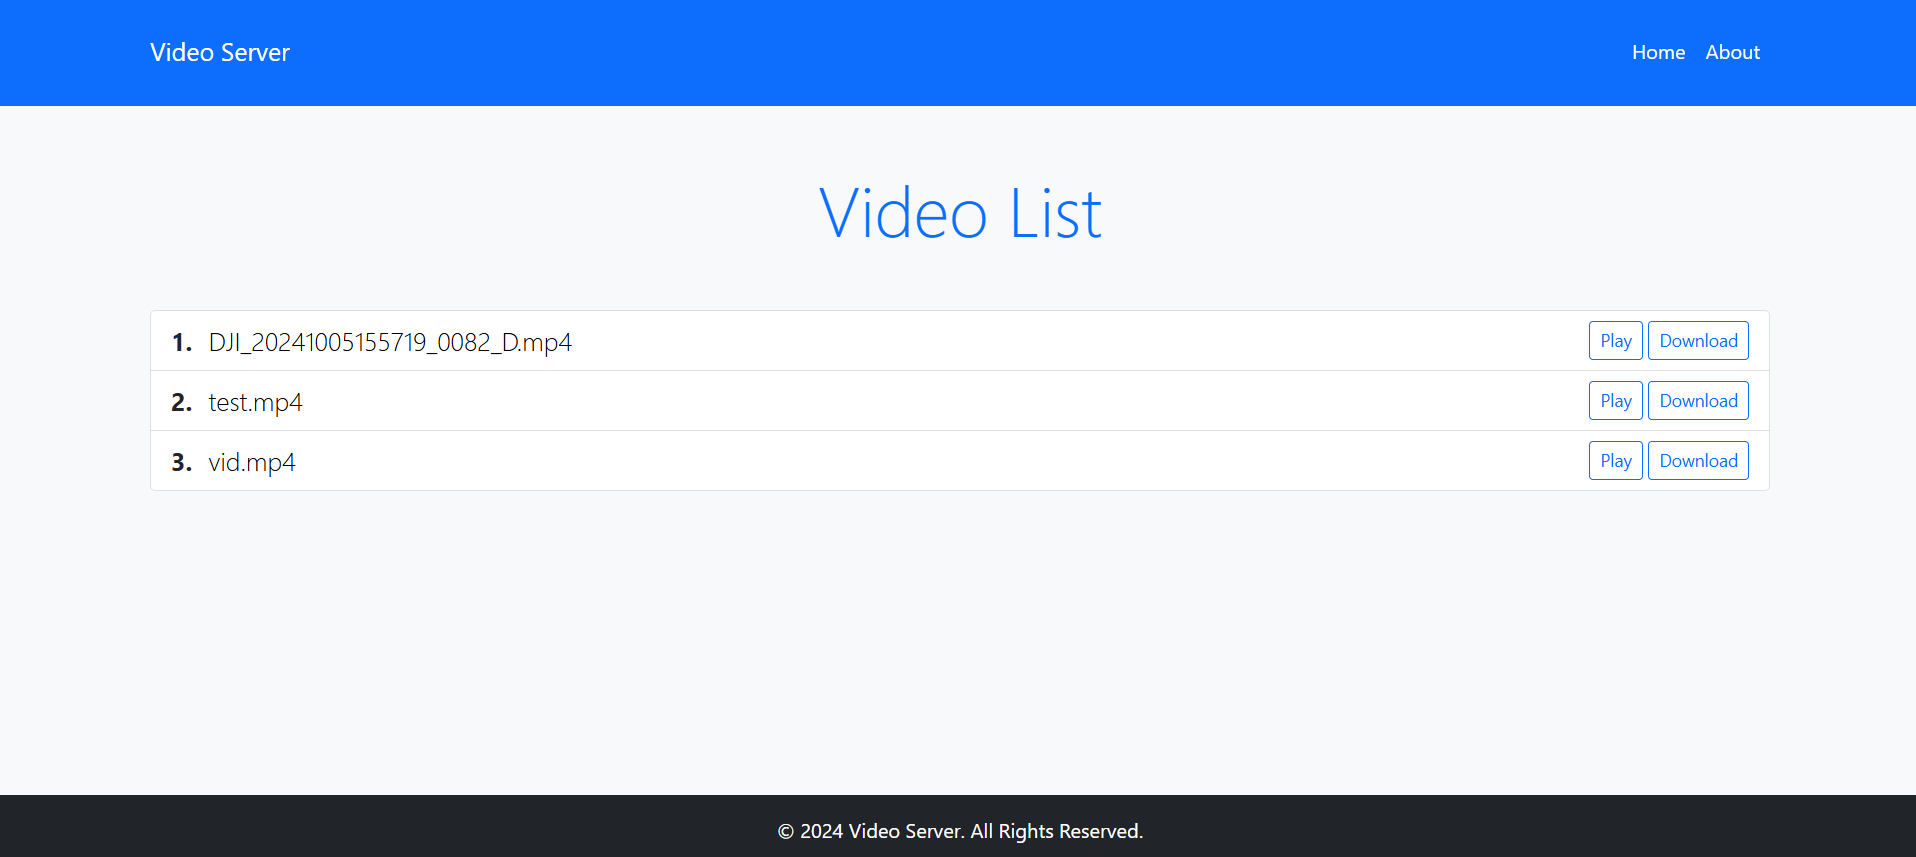 Video Server Home About
Video List
1. DJI_20241005155719_0082_D.mp4 Play Download
2. test.mp4 Play Download
3. vid.mp4 Play Download
© 2024 Video Server. All Rights Reserved.